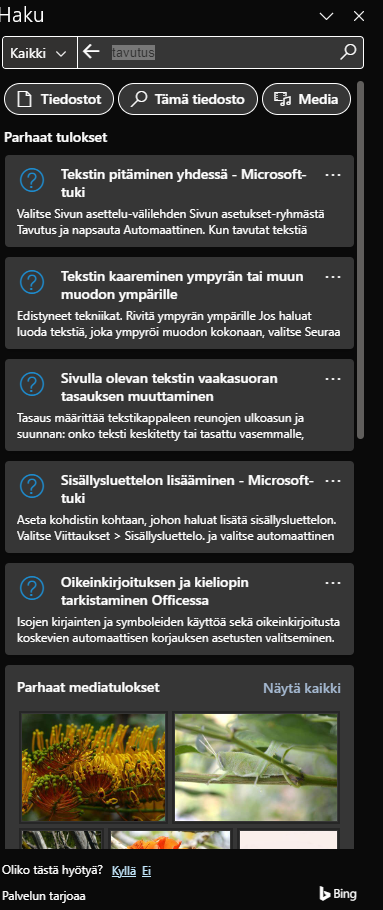 Haku
Kaikki
tavutus
Tiedostot
Tämä tiedosto
Media
Parhaat tulokset
Tekstin pitäminen yhdessä - Microsoft-
tuki
Valitse Sivun asettelu-välilehden Sivun asetukset-ryhmästä
Tavutus ja napsauta Automaattinen. Kun tavutat tekstiä
Tekstin kaareminen ympyrän tai muun
muodon ympärille
Edistyneet tekniikat. Rivitä ympyrän ympärille Jos haluat
luoda tekstiä, joka ympyröi muodon kokonaan, valitse Seuraa
Sivulla olevan tekstin vaakasuoran
tasauksen muuttaminen
Tasaus määrittää tekstikappaleen reunojen ulkoasun ja
suunnan: onko teksti keskitetty tai tasattu vasemmalle,
Sisällysluettelon lisääminen - Microsoft-
tuki
Aseta kohdistin kohtaan, johon haluat lisätä sisällysluettelon.
Valitse Viittaukset > Sisällysluettelo. ja valitse automaattinen
Oikeinkirjoituksen ja kieliopin
tarkistaminen Officessa
Isojen kirjainten ja symboleiden käyttöä sekä oikeinkirjoitusta
koskevien automaattisen korjauksen asetusten valitseminen.
Parhaat mediatulokset
Näytä kaikki
Oliko tästä hyötyä? Kyllä Ei
Palvelun tarjoaa
Bing